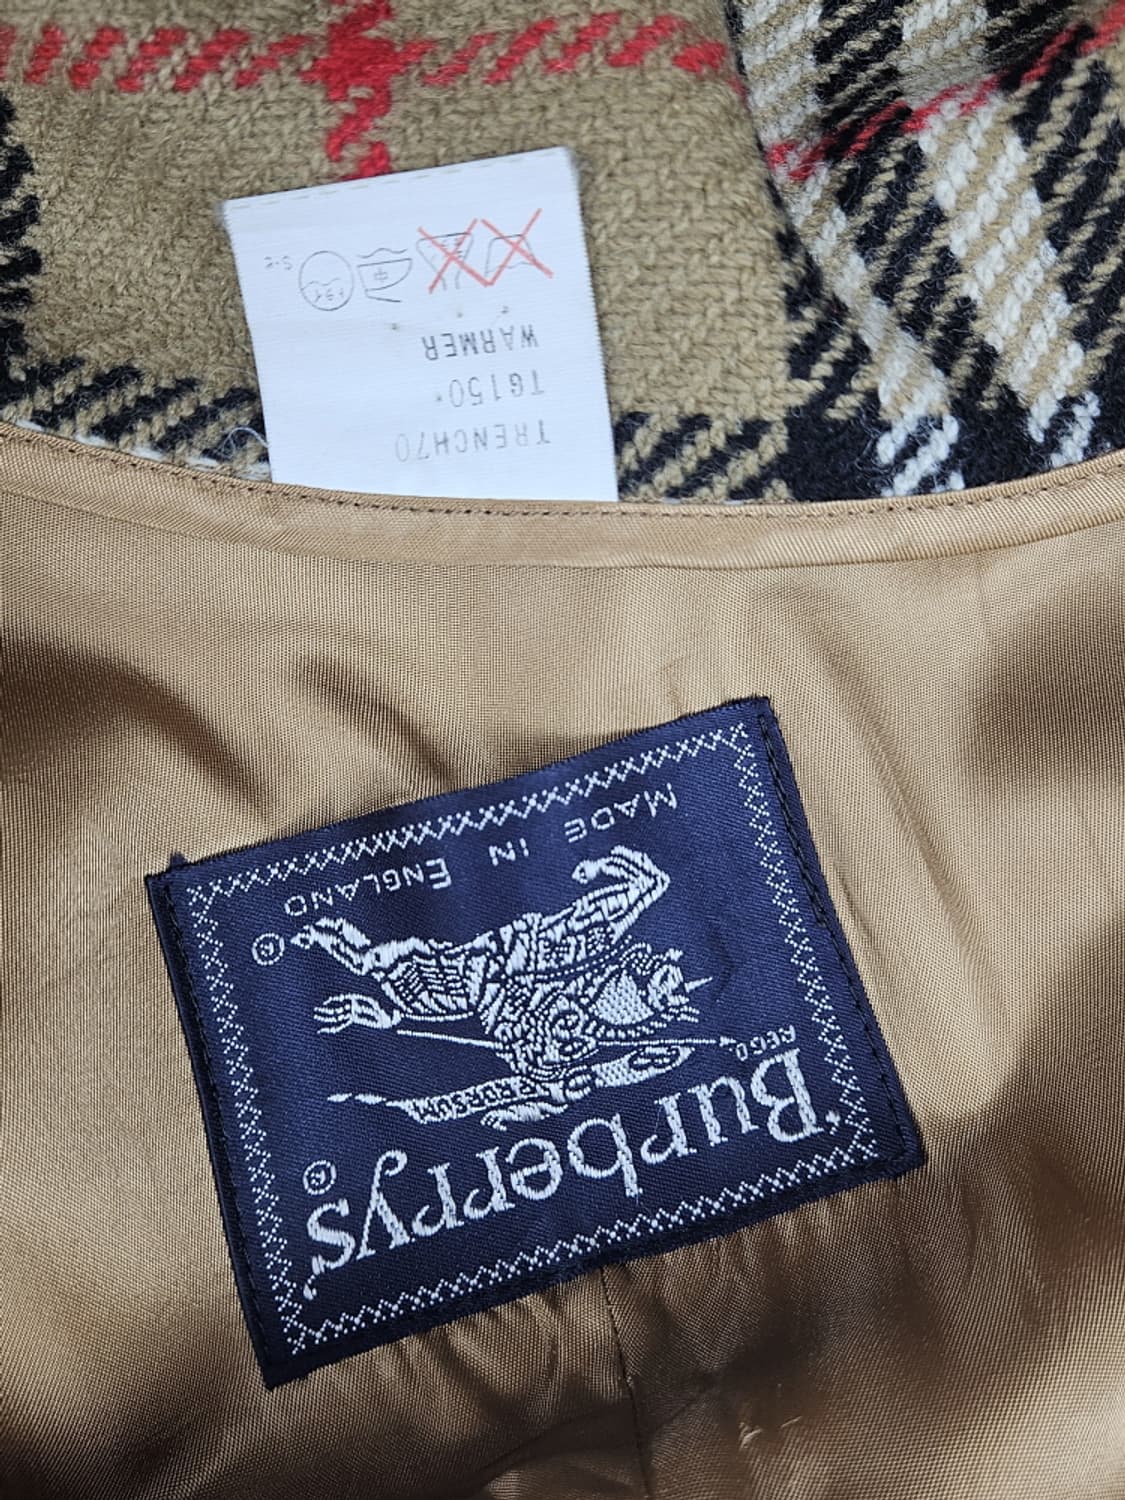 TRENCH70
TG150*
WARMER
'Burberrys'
REGD
PRORSUM
MADE IN ENGLAND